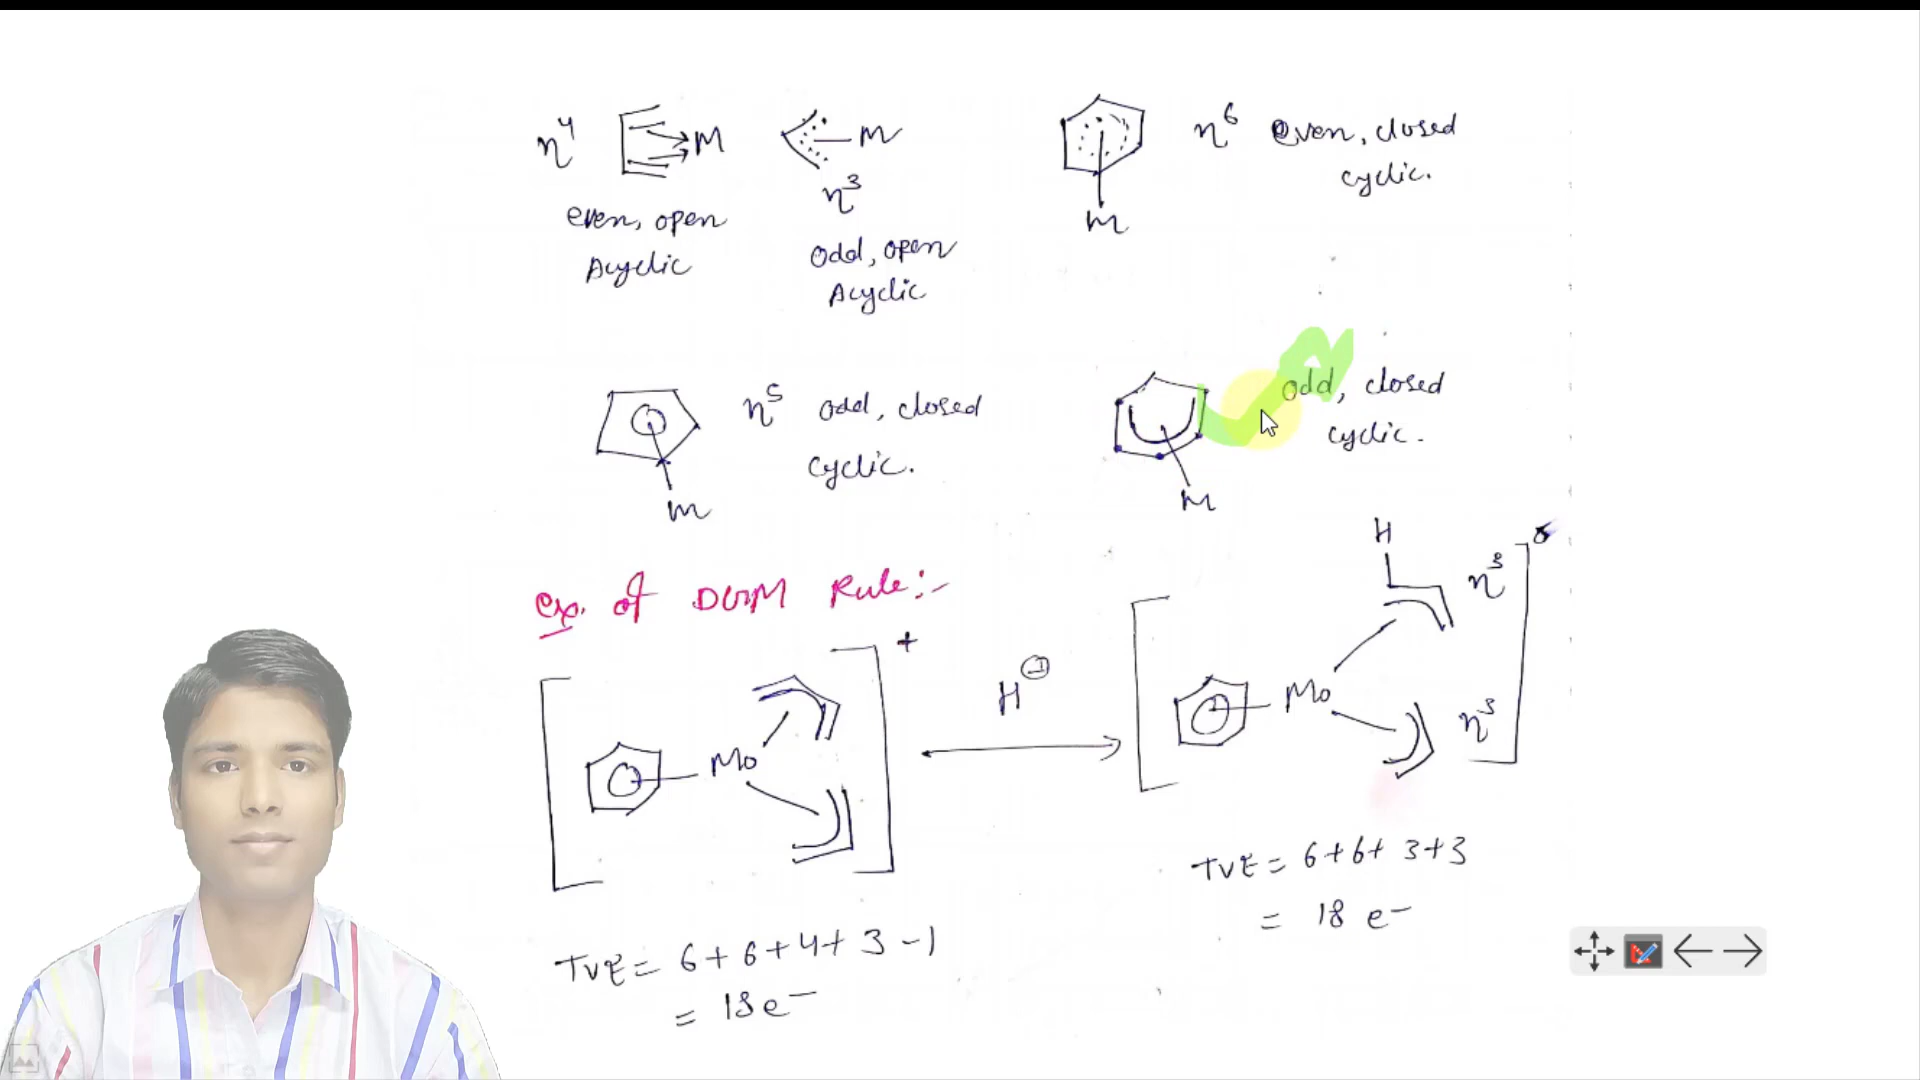 η⁴ M
even, open
Acyclic
M
η³
odd, open
Acyclic
M
η⁶ even, closed
cyclic.
M
η⁵ odd, closed
cyclic.
M
odd, closed
cyclic.
Ex. of DGM Rule:-
[ Mo ]⁺
H⁻
H
[ Mo η³
η³ ]
TVE = 6+6+4+3-1
= 18e⁻
TVE = 6+6+3+3
= 18 e⁻